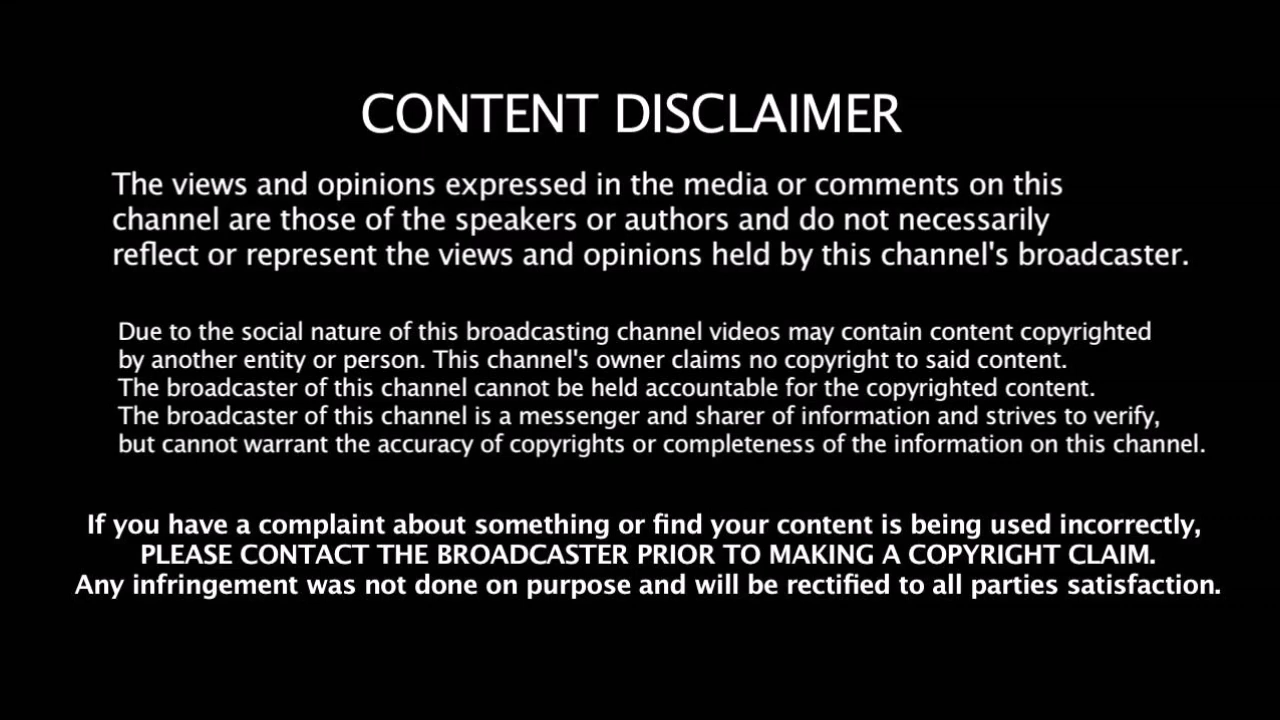 CONTENT DISCLAIMER
The views and opinions expressed in the media or comments on this
channel are those of the speakers or authors and do not necessarily
reflect or represent the views and opinions held by this channel's broadcaster.
Due to the social nature of this broadcasting channel videos may contain content copyrighted
by another entity or person. This channel's owner claims no copyright to said content.
The broadcaster of this channel cannot be held accountable for the copyrighted content.
The broadcaster of this channel is a messenger and sharer of information and strives to verify,
but cannot warrant the accuracy of copyrights or completeness of the information on this channel.
If you have a complaint about something or find your content is being used incorrectly,
PLEASE CONTACT THE BROADCASTER PRIOR TO MAKING A COPYRIGHT CLAIM.
Any infringement was not done on purpose and will be rectified to all parties satisfaction.